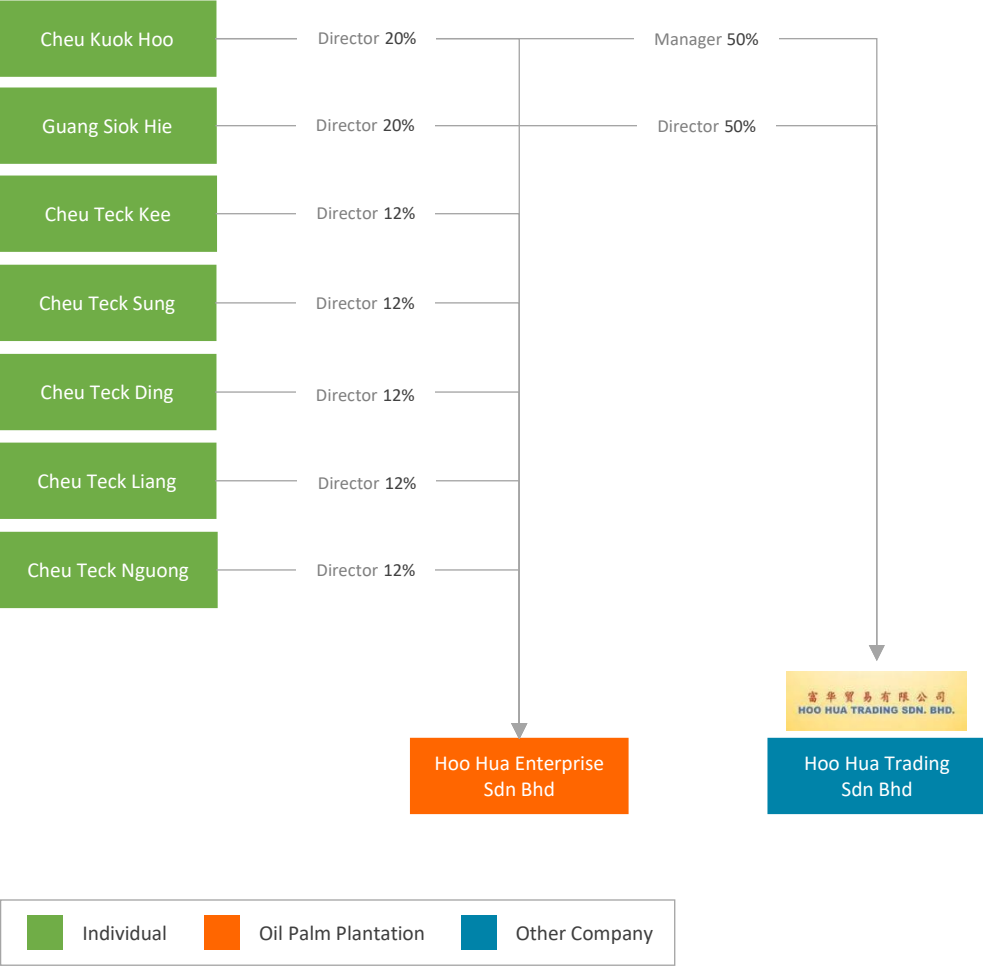 Cheu Kuok Hoo
Director 20%
Manager 50%
Guang Siok Hie
Director 20%
Director 50%
Cheu Teck Kee
Director 12%
Cheu Teck Sung
Director 12%
Cheu Teck Ding
Director 12%
Cheu Teck Liang
Director 12%
Cheu Teck Nguong
Director 12%
富华贸易有限公司
HOO HUA TRADING SDN. BHD.
Hoo Hua Enterprise
Sdn Bhd
Hoo Hua Trading
Sdn Bhd
Individual
Oil Palm Plantation
Other Company